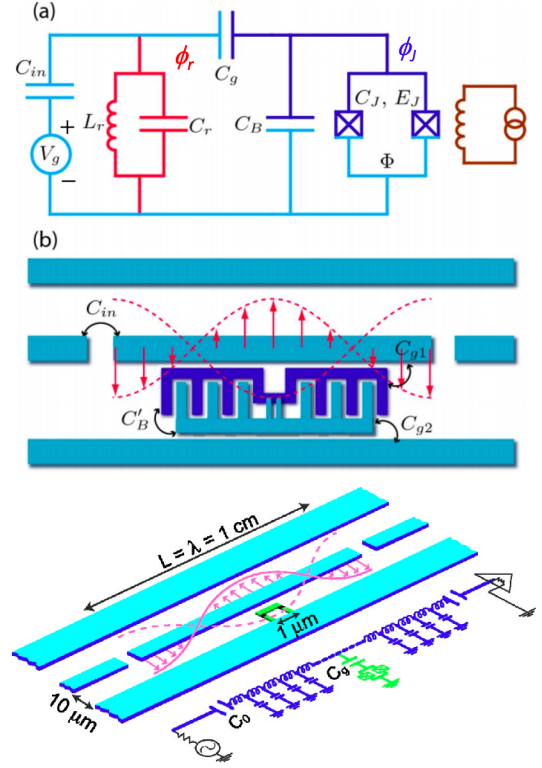 (a)
ϕᵣ
ϕ_J
C_in
C_g
L_r
C_r
C_B
C_J, E_J
+
V_g
−
Φ
(b)
C_in
C_g1
C′_B
C_g2
L = λ = 1 cm
1 μm
10 μm
C_g
C_0